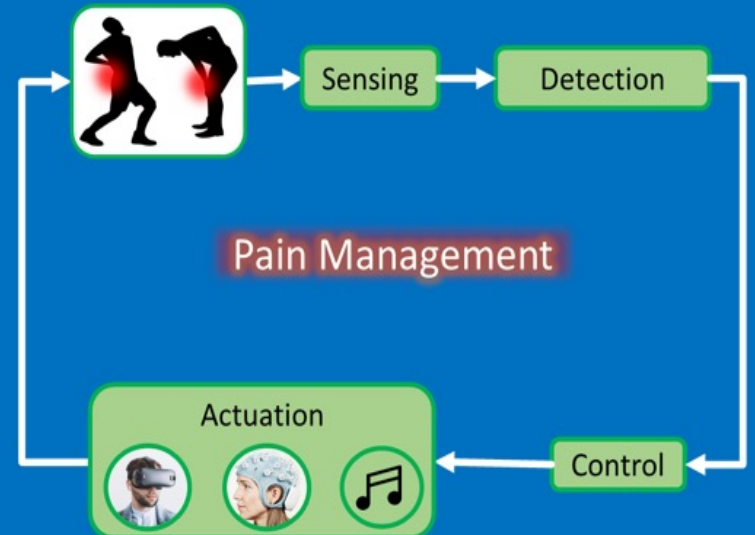 Sensing
Detection
Pain Management
Actuation
Control